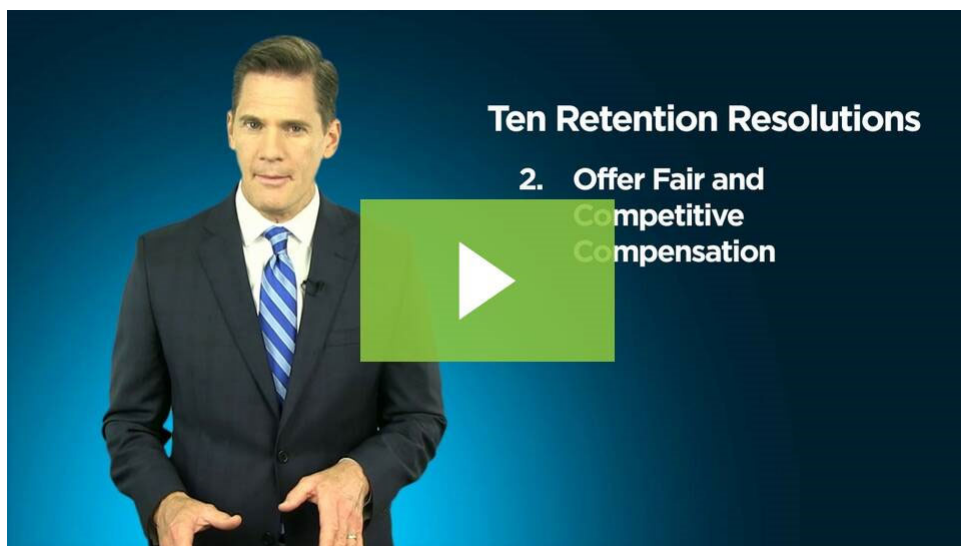 Ten Retention Resolutions
2. Offer Fair and
Competitive
Compensation